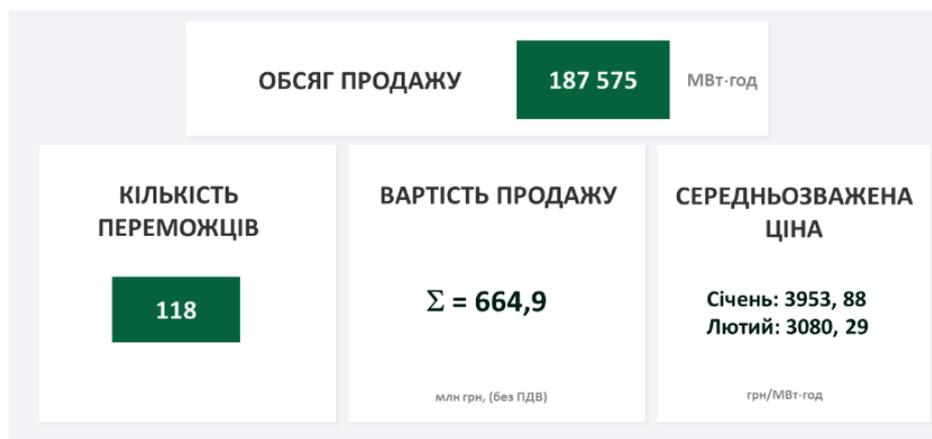 ОБСЯГ ПРОДАЖУ 187 575 МВт·год
КІЛЬКІСТЬ
ПЕРЕМОЖЦІВ
118
ВАРТІСТЬ ПРОДАЖУ
Σ = 664,9
млн грн, (без ПДВ)
СЕРЕДНЬОЗВАЖЕНА
ЦІНА
Січень: 3953, 88
Лютий: 3080, 29
грн/МВт·год